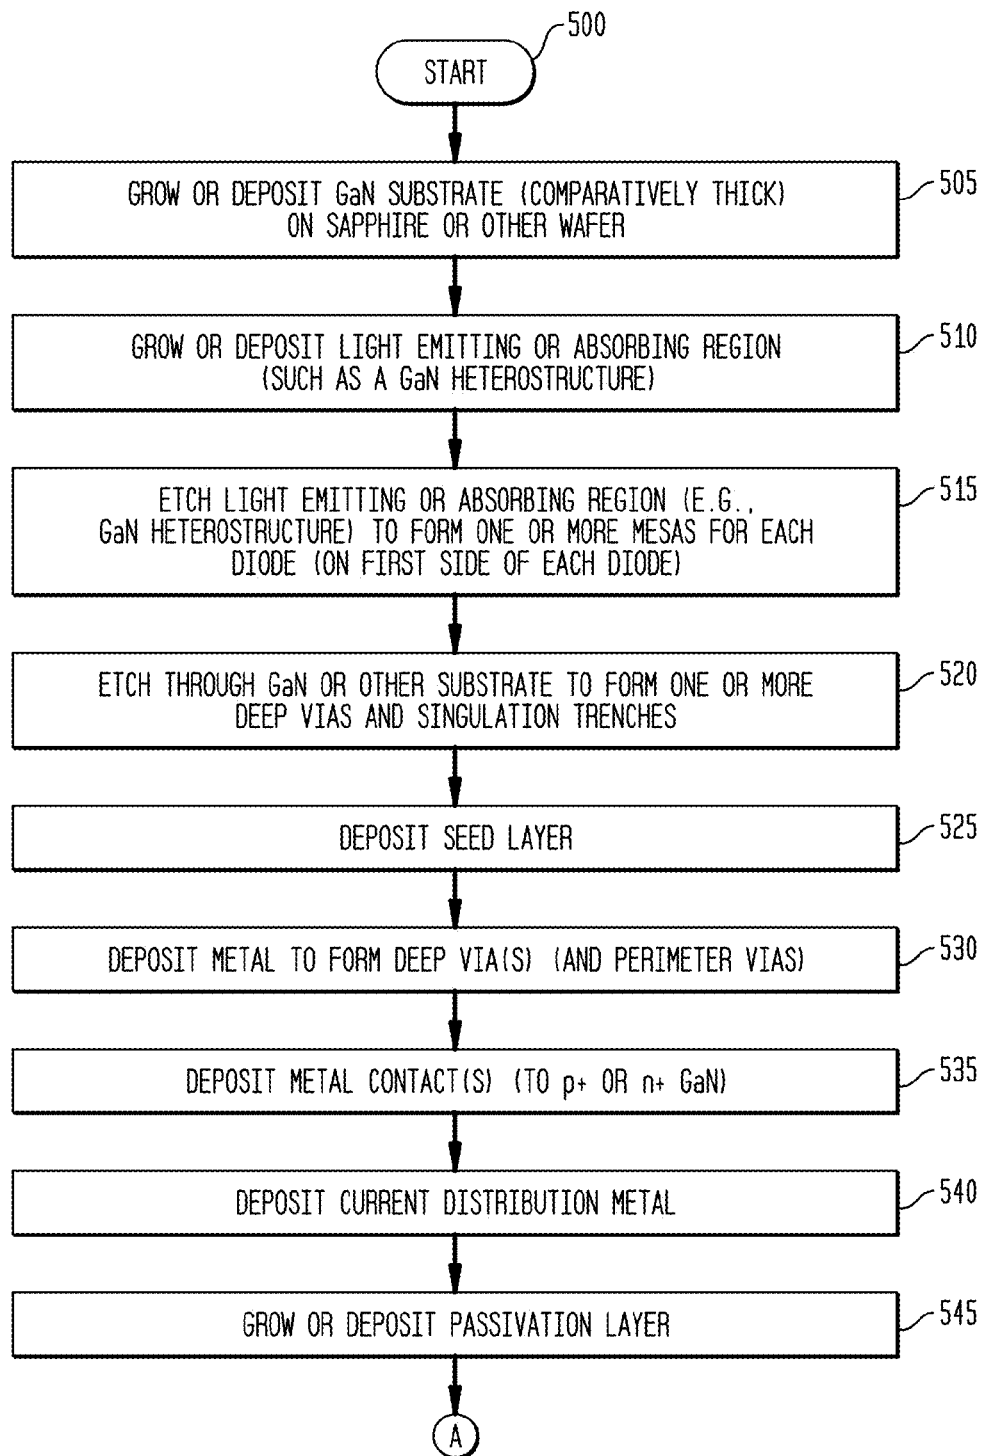 500
START
GROW OR DEPOSIT GaN SUBSTRATE (COMPARATIVELY THICK)
ON SAPPHIRE OR OTHER WAFER
505
GROW OR DEPOSIT LIGHT EMITTING OR ABSORBING REGION
(SUCH AS A GaN HETEROSTRUCTURE)
510
ETCH LIGHT EMITTING OR ABSORBING REGION (E.G.,
GaN HETEROSTRUCTURE) TO FORM ONE OR MORE MESAS FOR EACH
DIODE (ON FIRST SIDE OF EACH DIODE)
515
ETCH THROUGH GaN OR OTHER SUBSTRATE TO FORM ONE OR MORE
DEEP VIAS AND SINGULATION TRENCHES
520
DEPOSIT SEED LAYER
525
DEPOSIT METAL TO FORM DEEP VIA(S) (AND PERIMETER VIAS)
530
DEPOSIT METAL CONTACT(S) (TO p+ OR n+ GaN)
535
DEPOSIT CURRENT DISTRIBUTION METAL
540
GROW OR DEPOSIT PASSIVATION LAYER
545
A